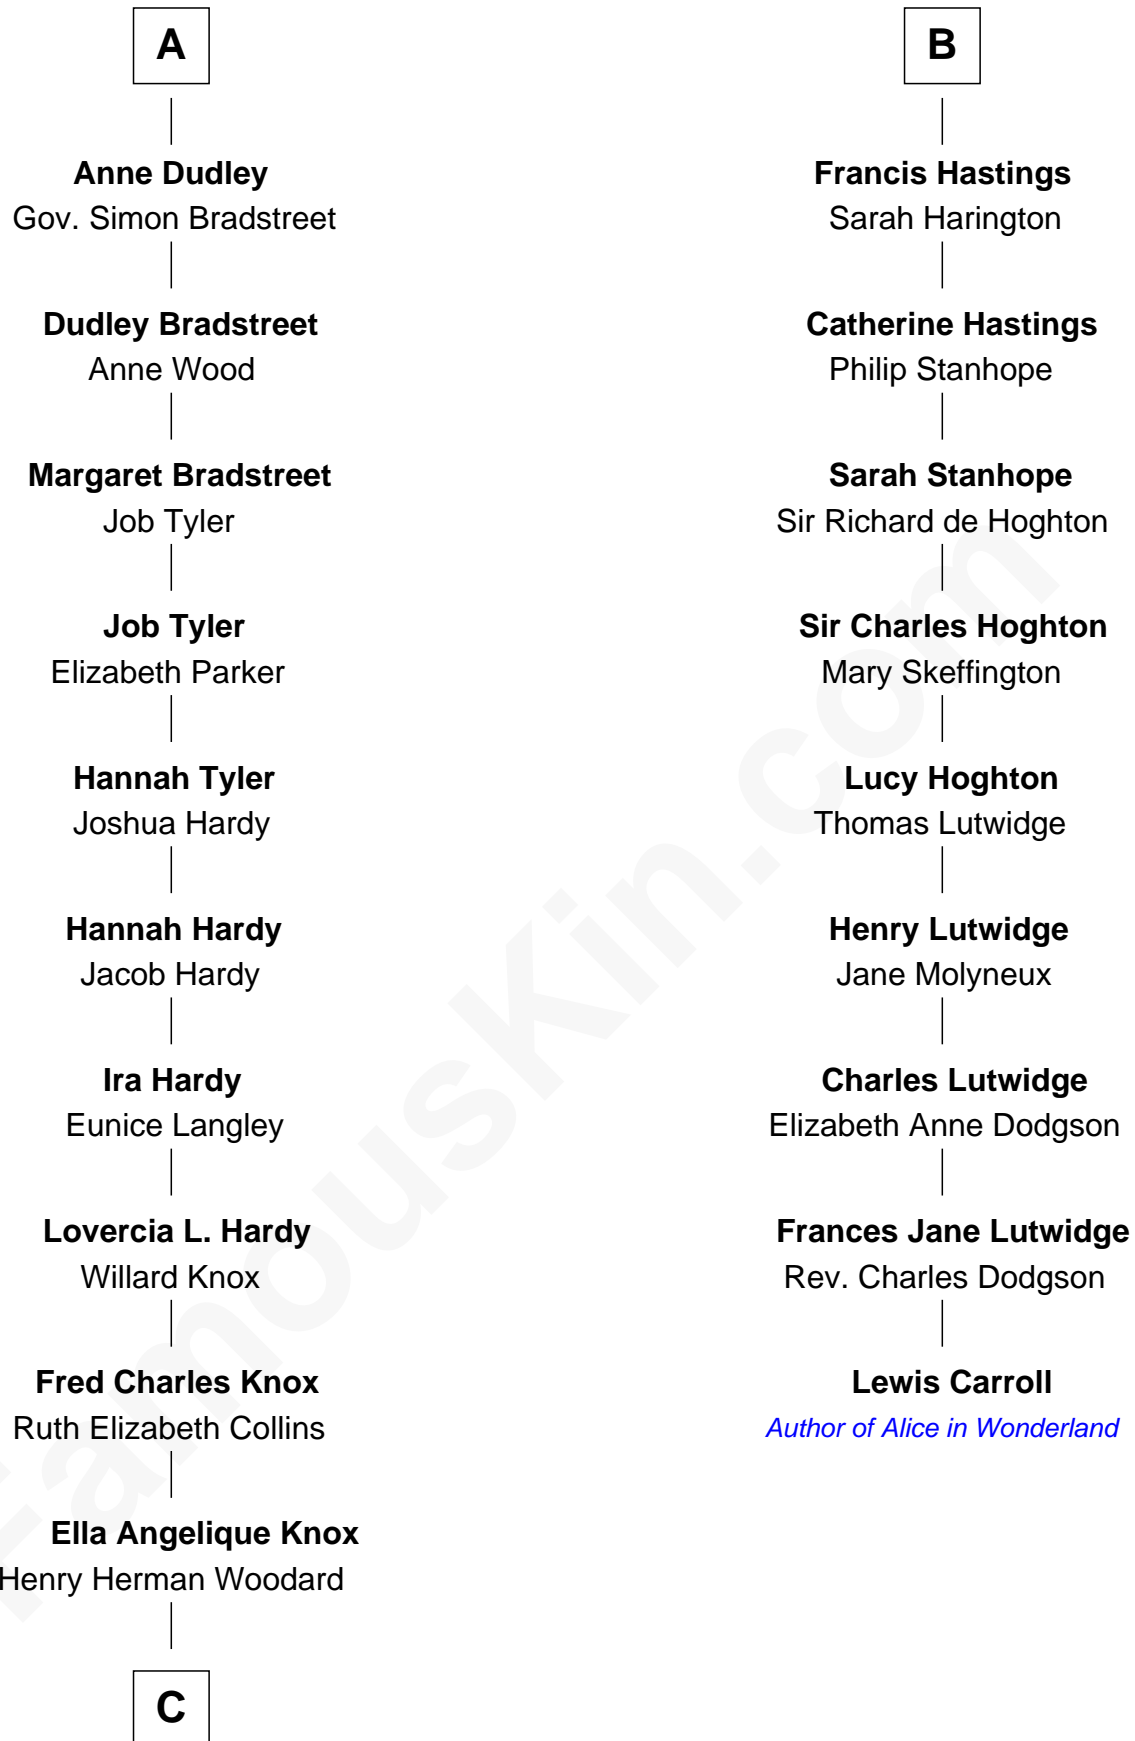 A
Anne Dudley
Gov. Simon Bradstreet
Dudley Bradstreet
Anne Wood
Margaret Bradstreet
Job Tyler
Job Tyler
Elizabeth Parker
Hannah Tyler
Joshua Hardy
Hannah Hardy
Jacob Hardy
Ira Hardy
Eunice Langley
Lovercia L. Hardy
Willard Knox
Fred Charles Knox
Ruth Elizabeth Collins
Ella Angelique Knox
Henry Herman Woodard
C
B
Francis Hastings
Sarah Harington
Catherine Hastings
Philip Stanhope
Sarah Stanhope
Sir Richard de Hoghton
Sir Charles Hoghton
Mary Skeffington
Lucy Hoghton
Thomas Lutwidge
Henry Lutwidge
Jane Molyneux
Charles Lutwidge
Elizabeth Anne Dodgson
Frances Jane Lutwidge
Rev. Charles Dodgson
Lewis Carroll
Author of Alice in Wonderland
FamousKin.com